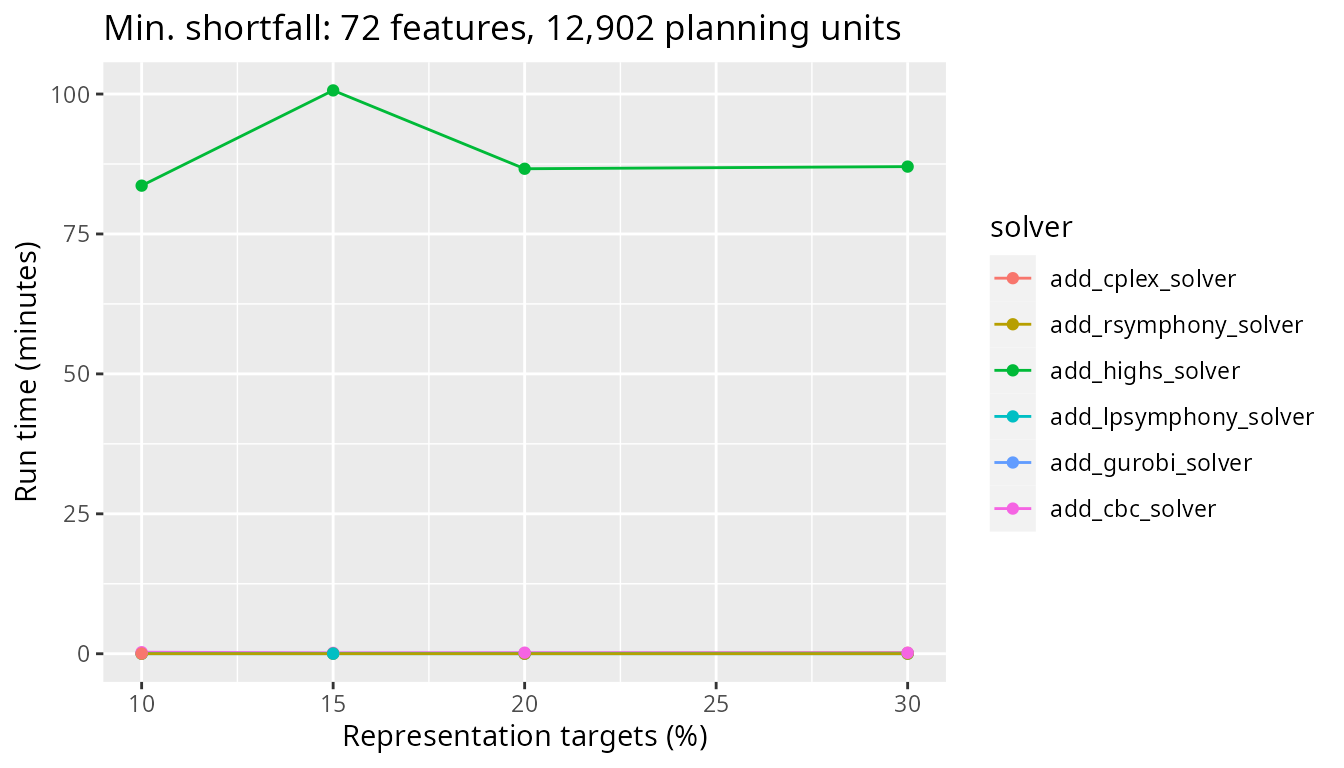 Min. shortfall: 72 features, 12,902 planning units
Run time (minutes)
100
75
50
25
0
10 15 20 25 30
Representation targets (%)
solver
add_cplex_solver
add_rsymphony_solver
add_highs_solver
add_lpsymphony_solver
add_gurobi_solver
add_cbc_solver